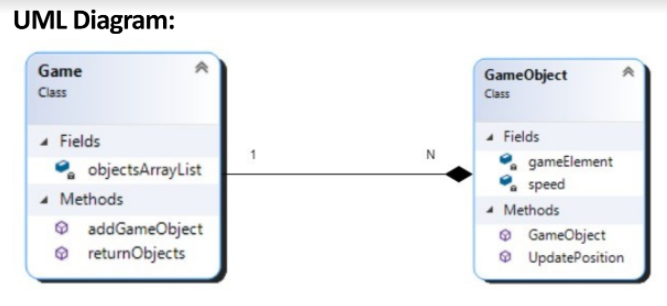 UML Diagram:
Game
Class
Fields
objectsArrayList
Methods
addGameObject
returnObjects
1
N
GameObject
Class
Fields
gameElement
speed
Methods
GameObject
UpdatePosition